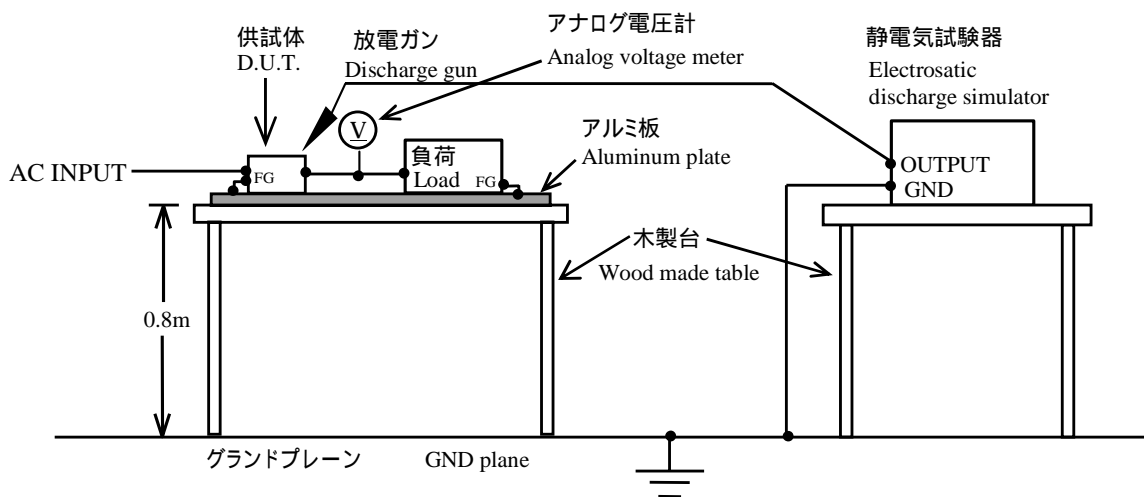 供試体
D.U.T.
放電ガン
Discharge gun
アナログ電圧計
Analog voltage meter
静電気試験器
Electrosatic
discharge simulator
V
アルミ板
Aluminum plate
AC INPUT
FG
負荷
Load
FG
OUTPUT
GND
木製台
Wood made table
0.8m
グランドプレーン
GND plane